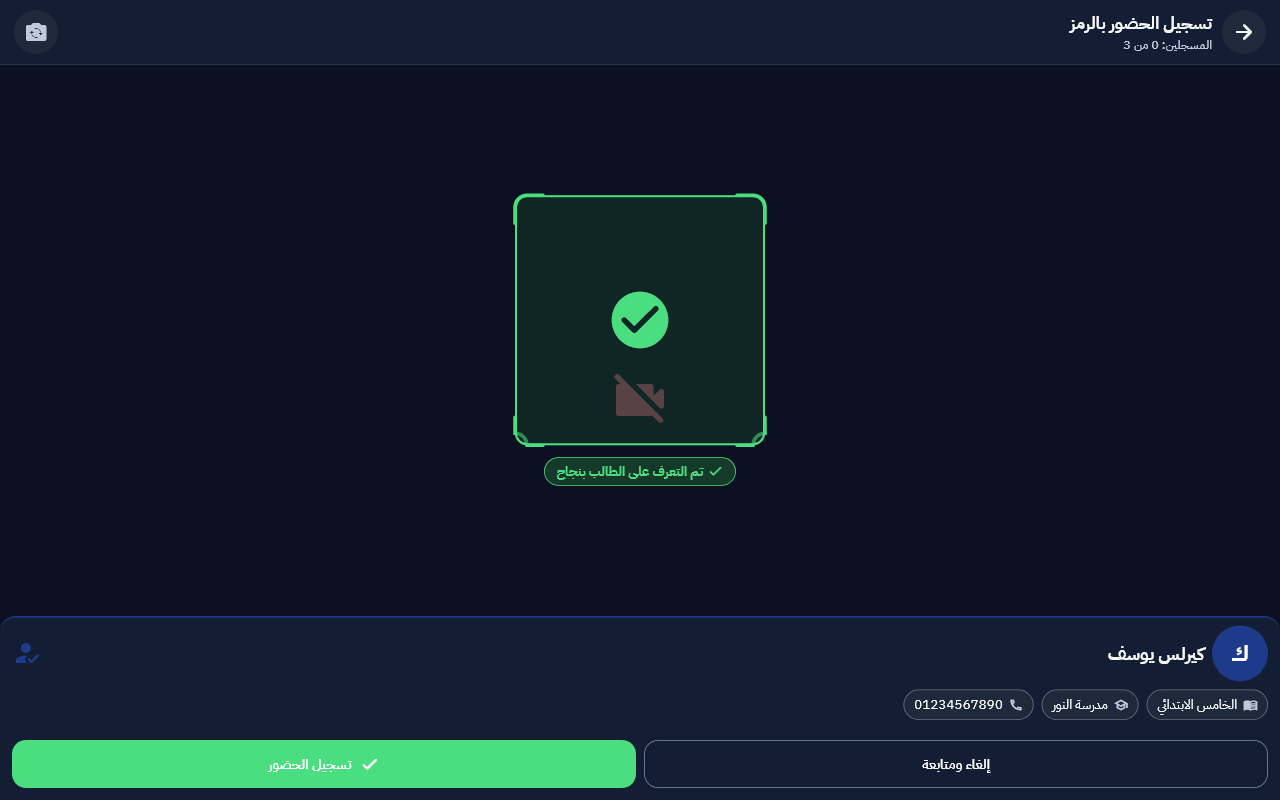 تسجيل الحضور بالرمز
المسجلين: 0 من 3
تم التعرف على الطالب بنجاح
ك
كيرلس يوسف
الخامس الابتدائي
مدرسة النور
01234567890
إلغاء ومتابعة
تسجيل الحضور